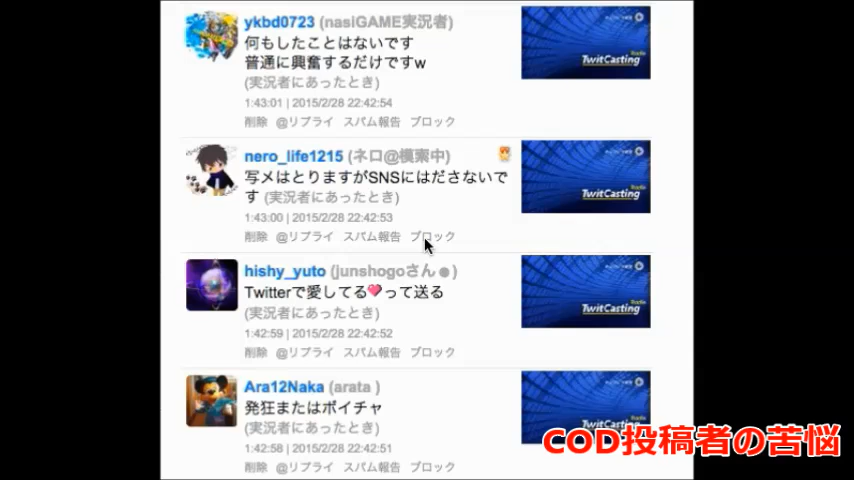 ykbd0723 (nasiGAME実況者)
何もしたことはないです
普通に興奮するだけですw
(実況者にあったとき)
1:43:01 | 2015/2/28 22:42:54
削除 @リプライ スパム報告 ブロック
TwitCasting
nero_life1215 (ネロ@模索中)
写メはとりますがSNSにはださないで
す (実況者にあったとき)
1:43:00 | 2015/2/28 22:42:53
削除 @リプライ スパム報告 ブロック
TwitCasting
hishy_yuto (junshogoさん☻)
Twitterで愛してる💓って送る
(実況者にあったとき)
1:42:59 | 2015/2/28 22:42:52
削除 @リプライ スパム報告 ブロック
TwitCasting
Ara12Naka (arata )
発狂またはボイチャ
(実況者にあったとき)
1:42:58 | 2015/2/28 22:42:51
削除 @リプライ スパム報告 ブロック
TwitCasting
COD投稿者の苦悩